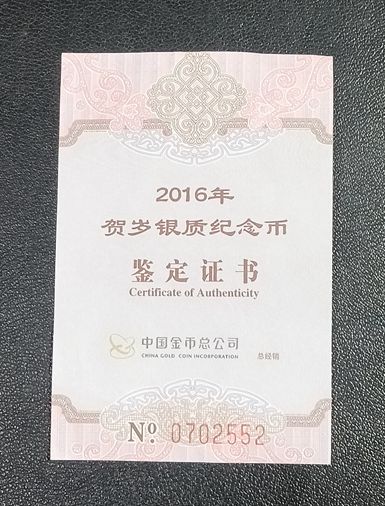 2016年
贺岁银质纪念币
鉴定证书
Certificate of Authenticity
中国金币总公司
CHINA GOLD COIN INCORPORATION
总经销
№ 0702552